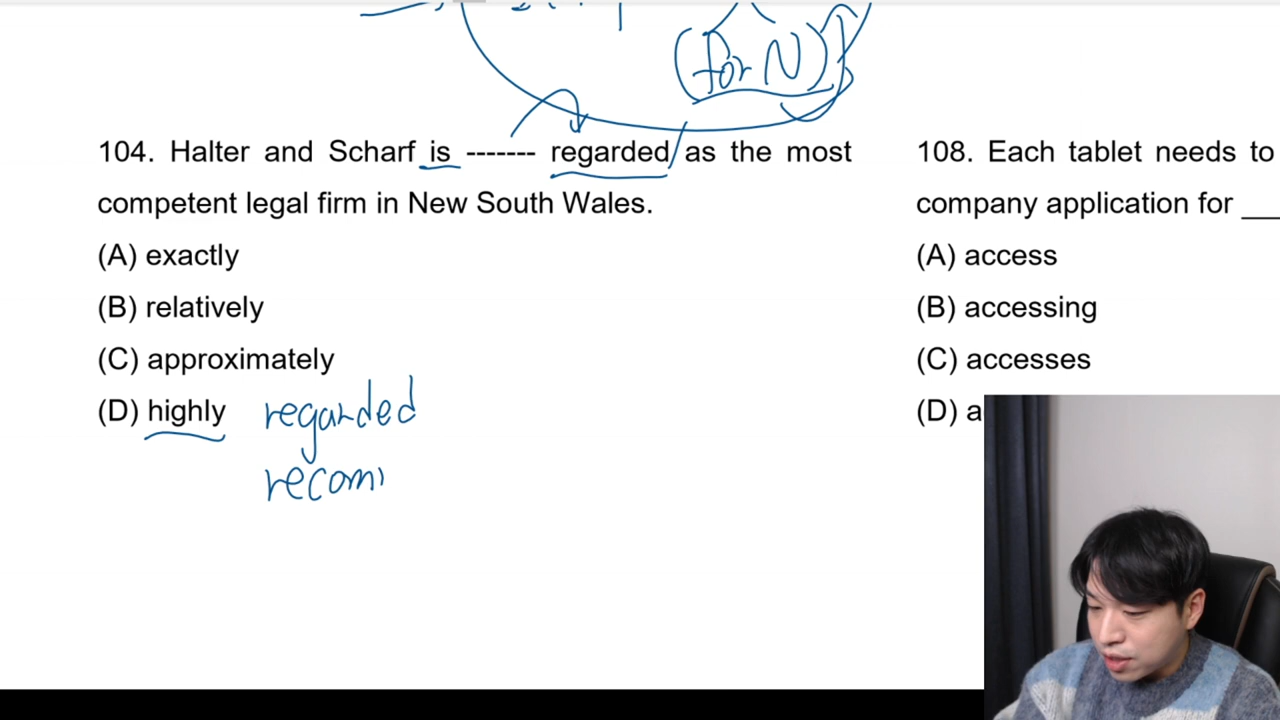 (for N)
104. Halter and Scharf is ------- regarded as the most
competent legal firm in New South Wales.
(A) exactly
(B) relatively
(C) approximately
(D) highly regarded
recom
108. Each tablet needs to
company application for ___
(A) access
(B) accessing
(C) accesses
(D) a